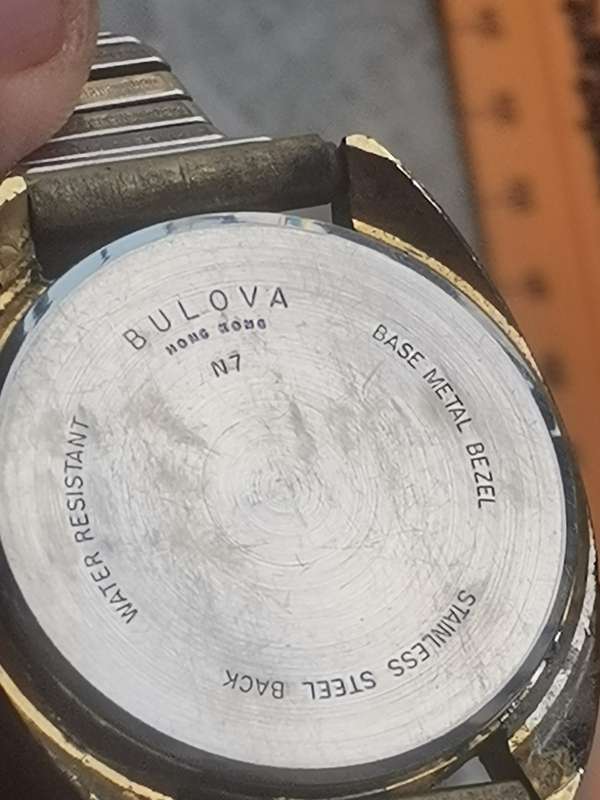 BULOVA
HONG KONG
N7
BASE METAL BEZEL
STAINLESS STEEL BACK
WATER RESISTANT